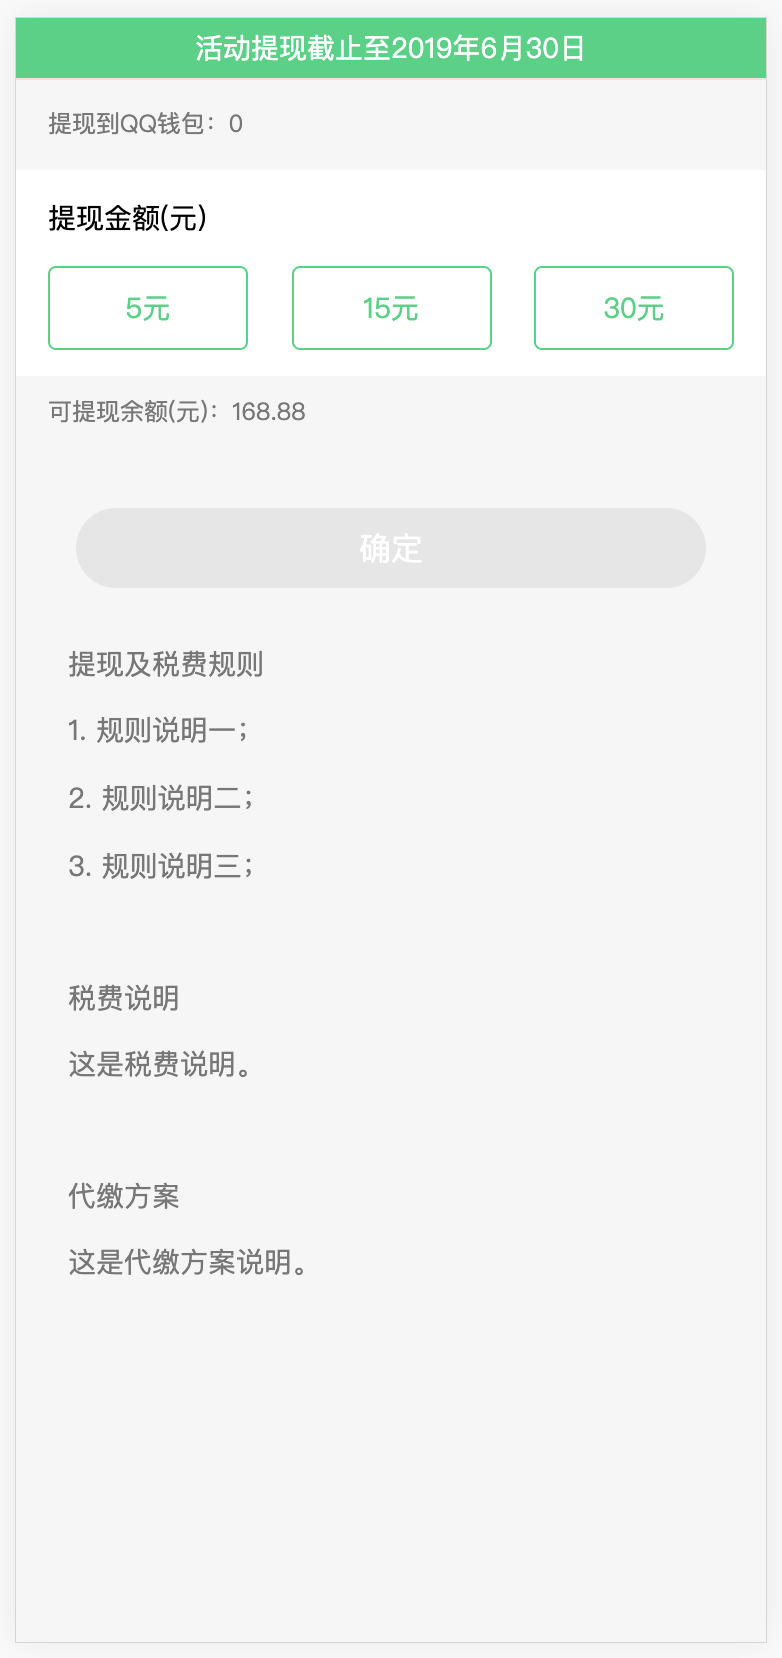 活动提现截止至2019年6月30日
提现到QQ钱包：0
提现金额(元)
5元
15元
30元
可提现余额(元)：168.88
确定
提现及税费规则
1. 规则说明一；
2. 规则说明二；
3. 规则说明三；
税费说明
这是税费说明。
代缴方案
这是代缴方案说明。